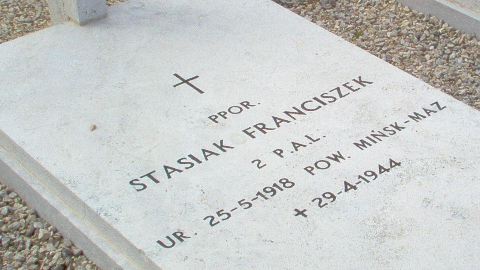 PPOR.
STASIAK FRANCISZEK
2 P.A.L.
UR. 25-5-1918 POW. MIŃSK-MAZ
+29-4-1944